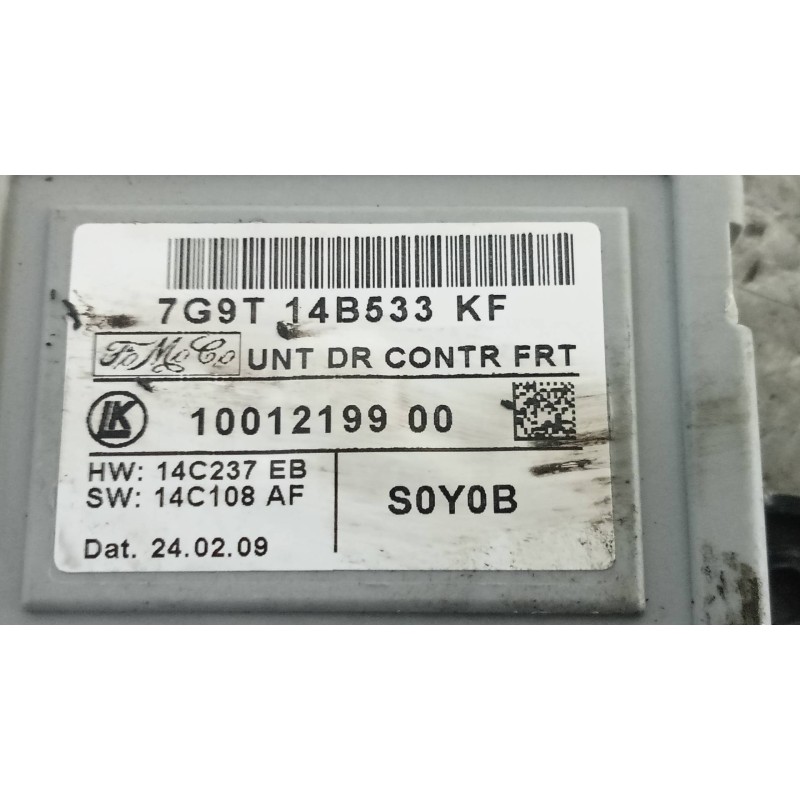 7G9T 14B533 KF
FoMoCo UNT DR CONTR FRT
LK 10012199 00
HW: 14C237 EB
SW: 14C108 AF
S0Y0B
Dat. 24.02.09